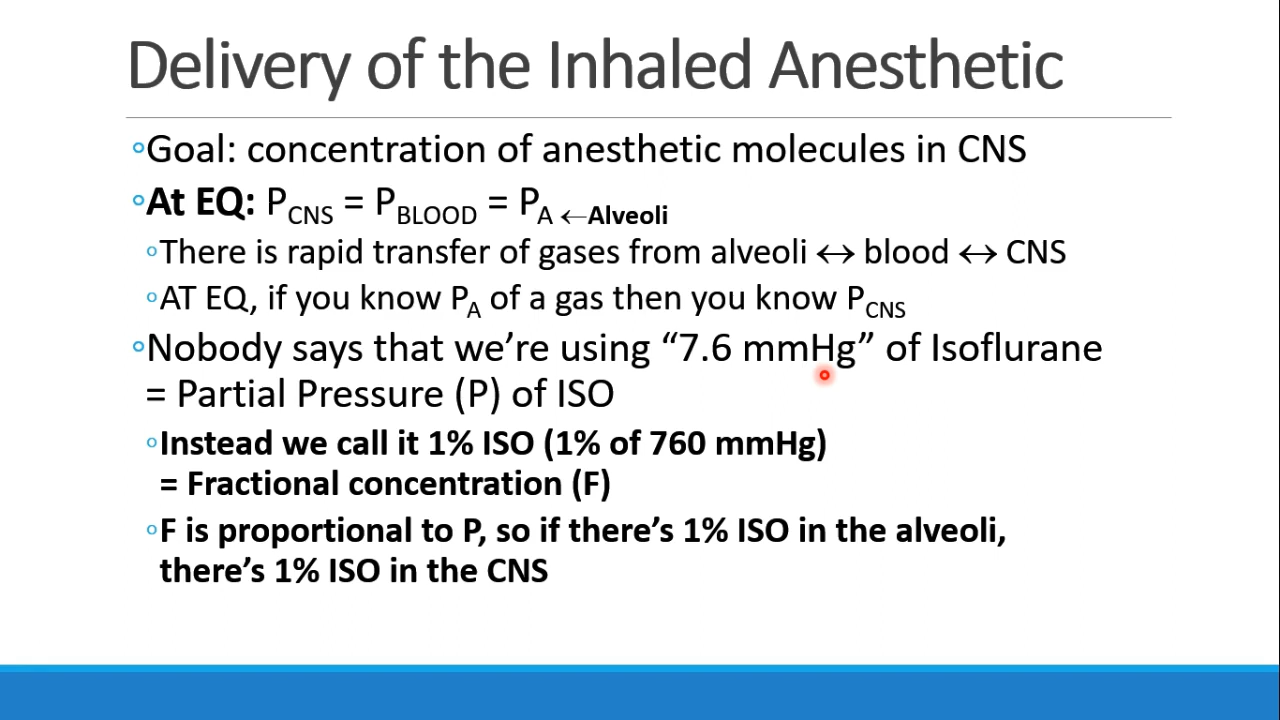 Delivery of the Inhaled Anesthetic
◦Goal: concentration of anesthetic molecules in CNS
◦At EQ: P_CNS = P_BLOOD = P_A ←Alveoli
◦There is rapid transfer of gases from alveoli ↔ blood ↔ CNS
◦AT EQ, if you know P_A of a gas then you know P_CNS
◦Nobody says that we’re using “7.6 mmHg” of Isoflurane
= Partial Pressure (P) of ISO
◦Instead we call it 1% ISO (1% of 760 mmHg)
= Fractional concentration (F)
◦F is proportional to P, so if there’s 1% ISO in the alveoli,
there’s 1% ISO in the CNS